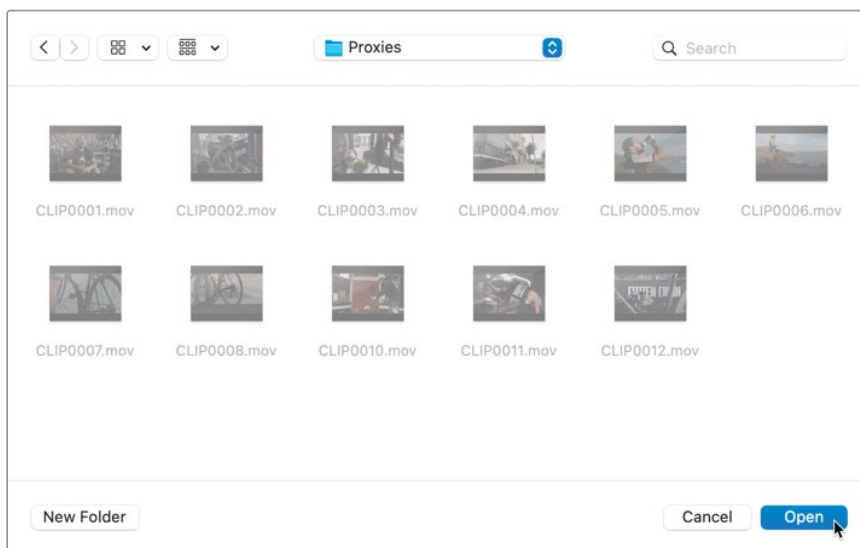 Proxies
Search
CLIP0001.mov CLIP0002.mov CLIP0003.mov CLIP0004.mov CLIP0005.mov CLIP0006.mov
CLIP0007.mov CLIP0008.mov CLIP0010.mov CLIP0011.mov CLIP0012.mov
New Folder Cancel Open